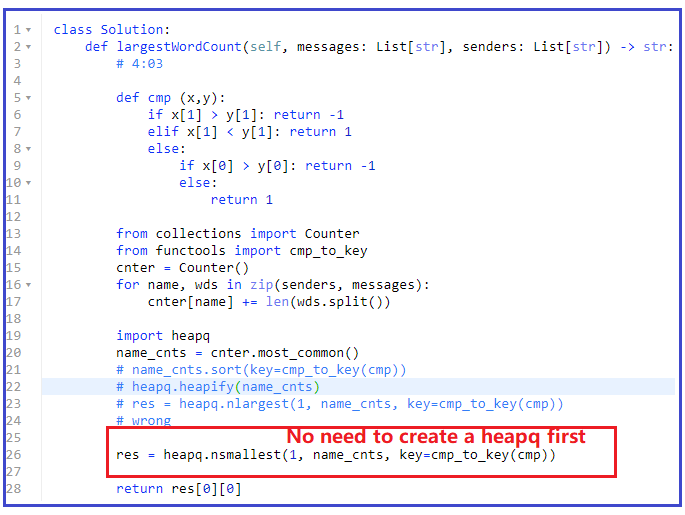 1 class Solution:
2 def largestWordCount(self, messages: List[str], senders: List[str]) -> str:
3 # 4:03
4
5 def cmp (x,y):
6 if x[1] > y[1]: return -1
7 elif x[1] < y[1]: return 1
8 else:
9 if x[0] > y[0]: return -1
10 else:
11 return 1
12
13 from collections import Counter
14 from functools import cmp_to_key
15 cnter = Counter()
16 for name, wds in zip(senders, messages):
17 cnter[name] += len(wds.split())
18
19 import heapq
20 name_cnts = cnter.most_common()
21 # name_cnts.sort(key=cmp_to_key(cmp))
22 # heapq.heapify(name_cnts)
23 # res = heapq.nlargest(1, name_cnts, key=cmp_to_key(cmp))
24 # wrong
25 No need to create a heapq first
26 res = heapq.nsmallest(1, name_cnts, key=cmp_to_key(cmp))
27
28 return res[0][0]